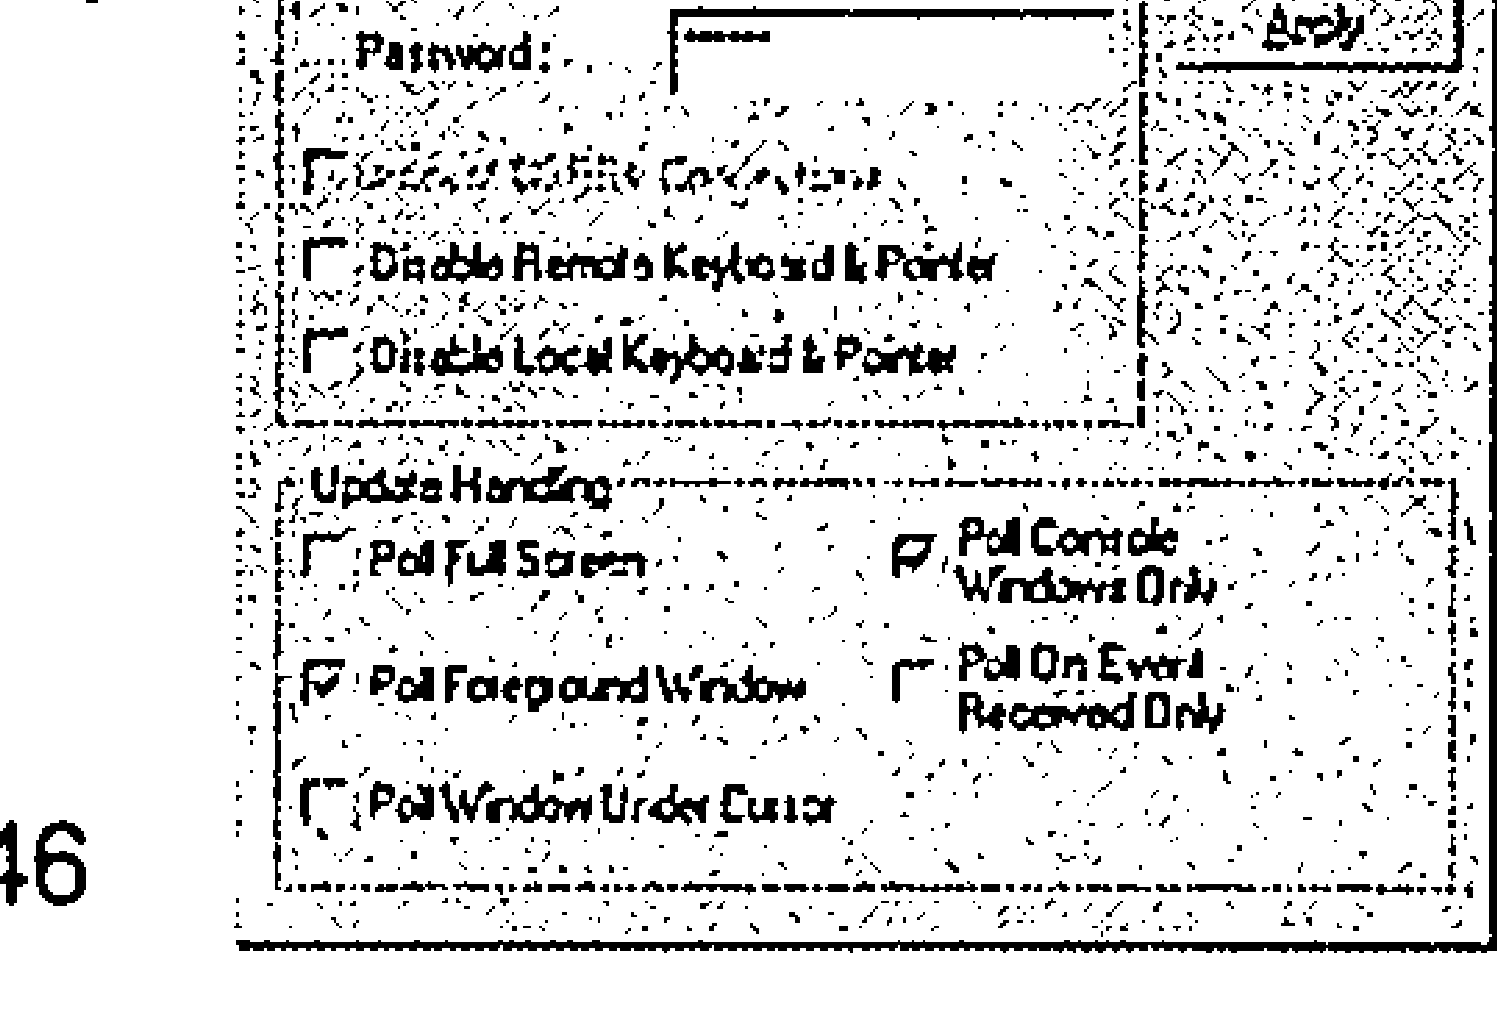 Apply
Password: ******
Disable Remote Keyboard & Pointer
Disable Local Keyboard & Pointer
Update Handling
Poll Full Screen
Poll Console
Windows Only
Poll Foreground Window
Poll On Event
Received Only
Poll Window Under Cursor
46